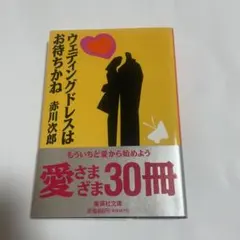 ウェディングドレスは
お待ちかね
赤川次郎
もういちど愛から始めよう
愛さま
ざま30冊
集英社文庫